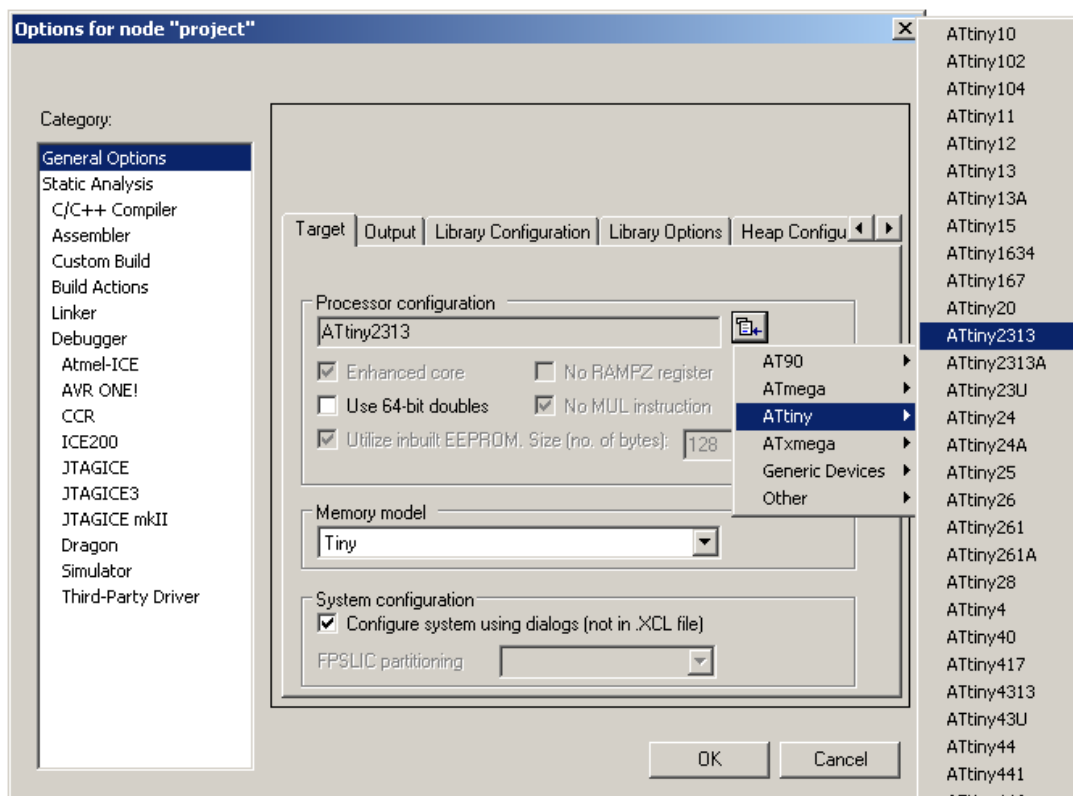 Options for node "project"
Category:
General Options
Static Analysis
C/C++ Compiler
Assembler
Custom Build
Build Actions
Linker
Debugger
Atmel-ICE
AVR ONE!
CCR
ICE200
JTAGICE
JTAGICE3
JTAGICE mkII
Dragon
Simulator
Third-Party Driver
Target Output Library Configuration Library Options Heap Configu
Processor configuration
ATtiny2313
Enhanced core No RAMPZ register
Use 64-bit doubles No MUL instruction
Utilize inbuilt EEPROM. Size (no. of bytes): 128
Memory model
Tiny
System configuration
Configure system using dialogs (not in .XCL file)
FPSLIC partitioning
OK Cancel
AT90
ATmega
ATtiny
ATxmega
Generic Devices
Other
ATtiny10
ATtiny102
ATtiny104
ATtiny11
ATtiny12
ATtiny13
ATtiny13A
ATtiny15
ATtiny1634
ATtiny167
ATtiny20
ATtiny2313
ATtiny2313A
ATtiny23U
ATtiny24
ATtiny24A
ATtiny25
ATtiny26
ATtiny261
ATtiny261A
ATtiny28
ATtiny4
ATtiny40
ATtiny417
ATtiny4313
ATtiny43U
ATtiny44
ATtiny441